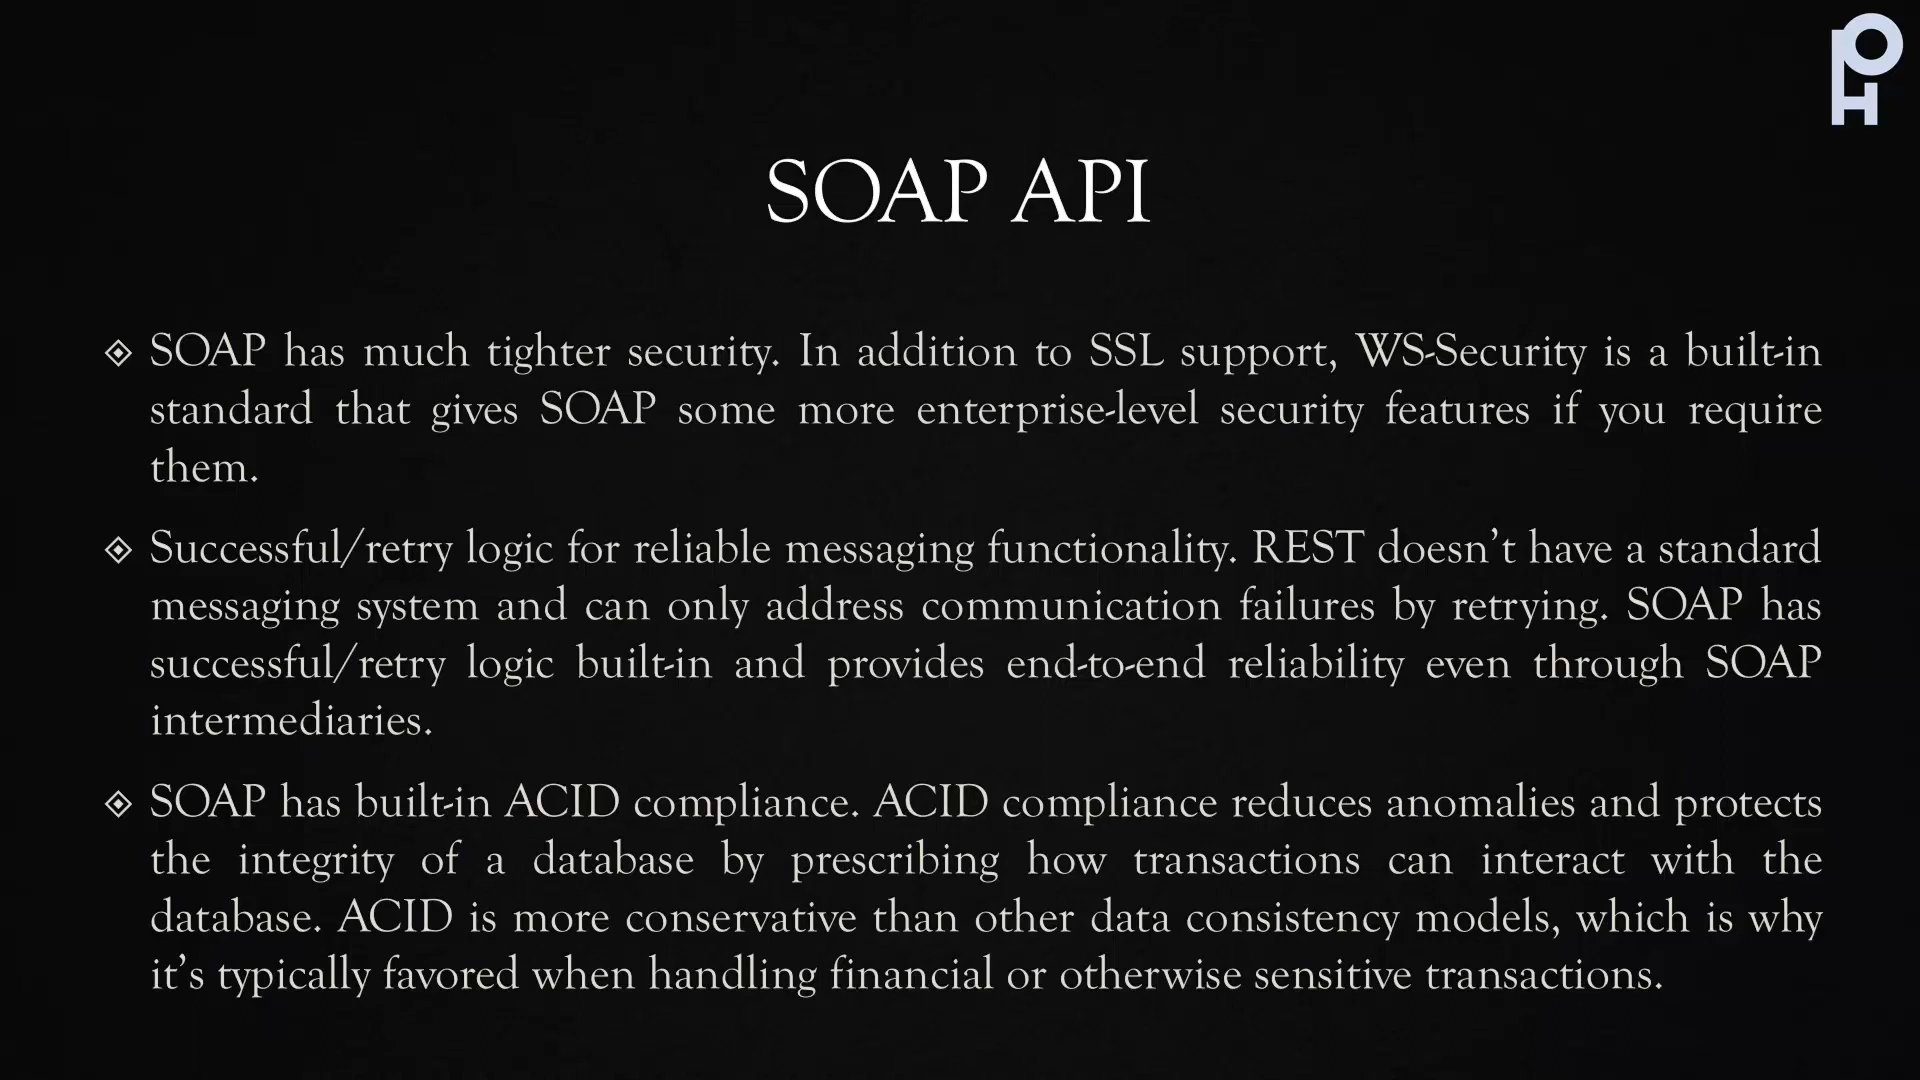 PH
SOAP API
SOAP has much tighter security. In addition to SSL support, WS-Security is a built-in
standard that gives SOAP some more enterprise-level security features if you require
them.
Successful/retry logic for reliable messaging functionality. REST doesn’t have a standard
messaging system and can only address communication failures by retrying. SOAP has
successful/retry logic built-in and provides end-to-end reliability even through SOAP
intermediaries.
SOAP has built-in ACID compliance. ACID compliance reduces anomalies and protects
the integrity of a database by prescribing how transactions can interact with the
database. ACID is more conservative than other data consistency models, which is why
it’s typically favored when handling financial or otherwise sensitive transactions.